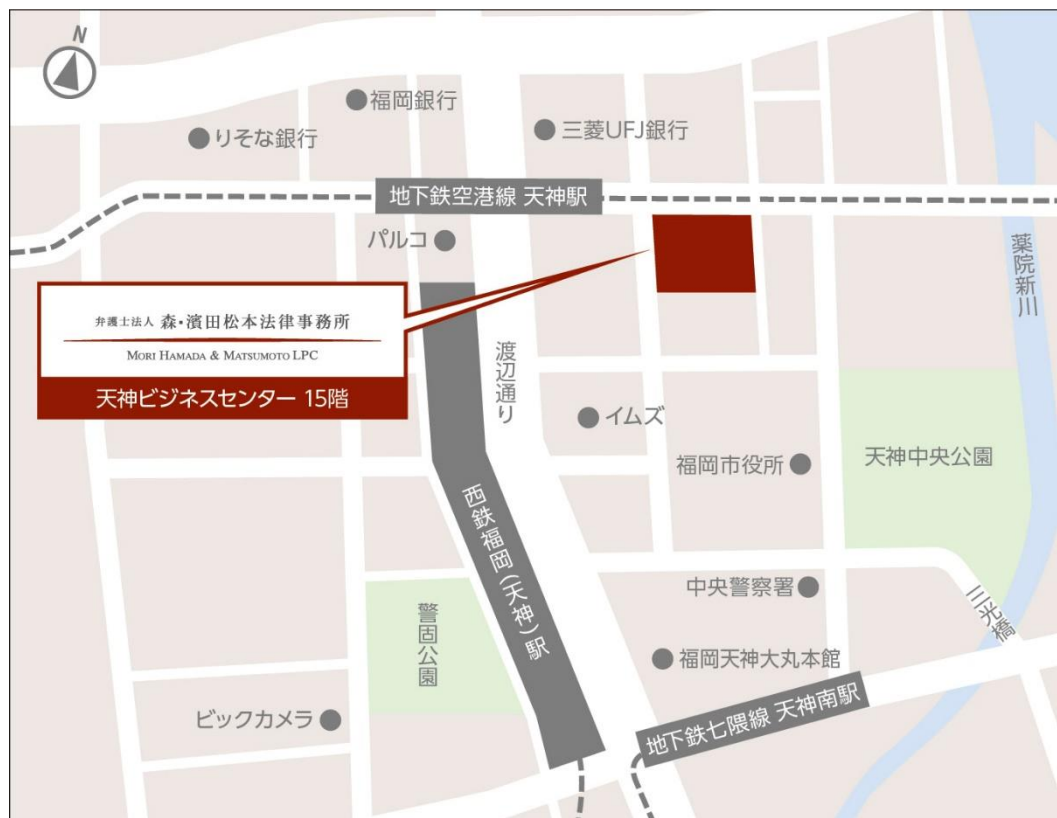 N
福岡銀行
りそな銀行
三菱UFJ銀行
地下鉄空港線 天神駅
パルコ
薬院新川
弁護士法人 森・濱田松本法律事務所
MORI HAMADA & MATSUMOTO LPC
天神ビジネスセンター 15階
渡辺通り
イムズ
福岡市役所
天神中央公園
西鉄福岡(天神)駅
中央警察署
三光橋
警固公園
福岡天神大丸本館
地下鉄七隈線 天神南駅
ビックカメラ